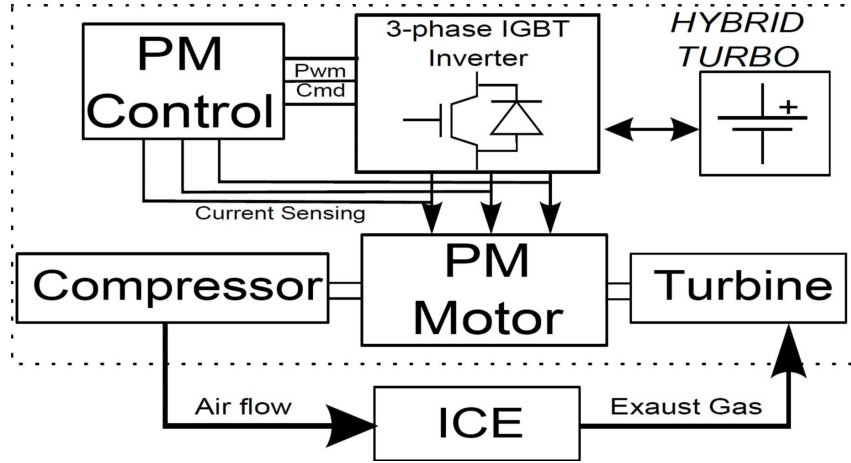 PM
Control
Pwm
Cmd
3-phase IGBT
Inverter
HYBRID
TURBO
+
Current Sensing
Compressor
PM
Motor
Turbine
Air flow
ICE
Exaust Gas